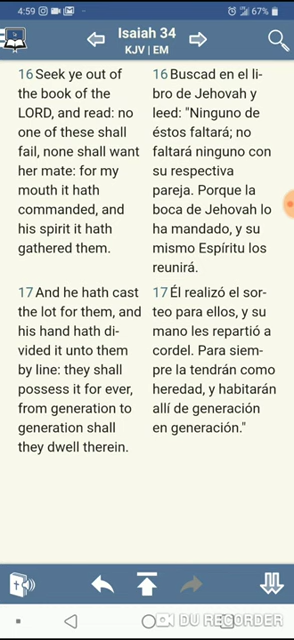 4:59
67%
Isaiah 34
KJV | EM
16 Seek ye out of
the book of the
LORD, and read: no
one of these shall
fail, none shall want
her mate: for my
mouth it hath
commanded, and
his spirit it hath
gathered them.
17 And he hath cast
the lot for them, and
his hand hath di-
vided it unto them
by line: they shall
possess it for ever,
from generation to
generation shall
they dwell therein.
16 Buscad en el li-
bro de Jehovah y
leed: "Ninguno de
éstos faltará; no
faltará ninguno con
su respectiva
pareja. Porque la
boca de Jehovah lo
ha mandado, y su
mismo Espíritu los
reunirá.
17 Él realizó el sor-
teo para ellos, y su
mano les repartió a
cordel. Para siem-
pre la tendrán como
heredad, y habitarán
allí de generación
en generación."
DU RECORDER